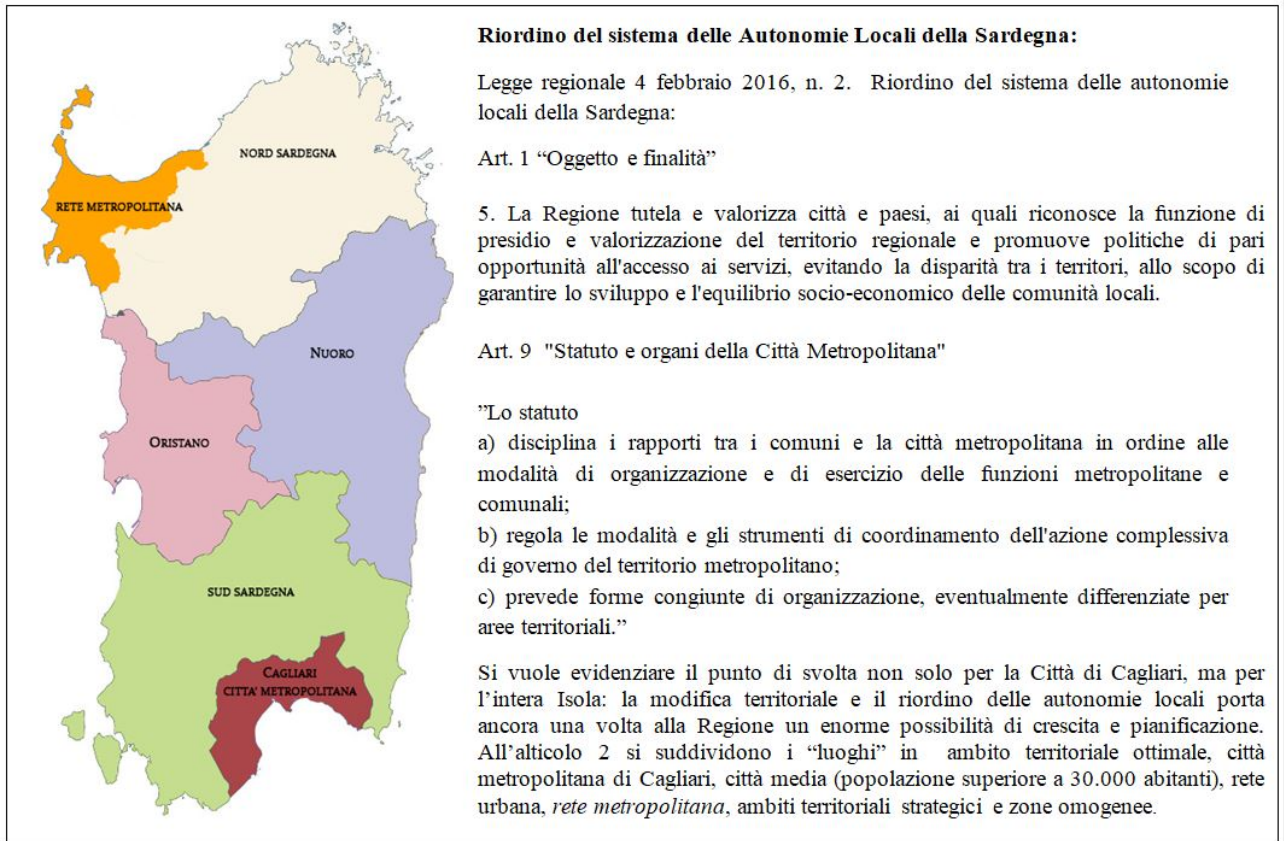 Riordino del sistema delle Autonomie Locali della Sardegna:
Legge regionale 4 febbraio 2016, n. 2. Riordino del sistema delle autonomie
locali della Sardegna:
Art. 1 “Oggetto e finalità”
5. La Regione tutela e valorizza città e paesi, ai quali riconosce la funzione di
presidio e valorizzazione del territorio regionale e promuove politiche di pari
opportunità all'accesso ai servizi, evitando la disparità tra i territori, allo scopo di
garantire lo sviluppo e l'equilibrio socio-economico delle comunità locali.
Art. 9 "Statuto e organi della Città Metropolitana"
”Lo statuto
a) disciplina i rapporti tra i comuni e la città metropolitana in ordine alle
modalità di organizzazione e di esercizio delle funzioni metropolitane e
comunali;
b) regola le modalità e gli strumenti di coordinamento dell'azione complessiva
di governo del territorio metropolitano;
c) prevede forme congiunte di organizzazione, eventualmente differenziate per
aree territoriali.”
Si vuole evidenziare il punto di svolta non solo per la Città di Cagliari, ma per
l’intera Isola: la modifica territoriale e il riordino delle autonomie locali porta
ancora una volta alla Regione un enorme possibilità di crescita e pianificazione.
All’alticolo 2 si suddividono i “luoghi” in ambito territoriale ottimale, città
metropolitana di Cagliari, città media (popolazione superiore a 30.000 abitanti), rete
urbana, rete metropolitana, ambiti territoriali strategici e zone omogenee.
NORD SARDEGNA
RETE METROPOLITANA
NUORO
ORISTANO
SUD SARDEGNA
CAGLIARI
CITTA' METROPOLITANA